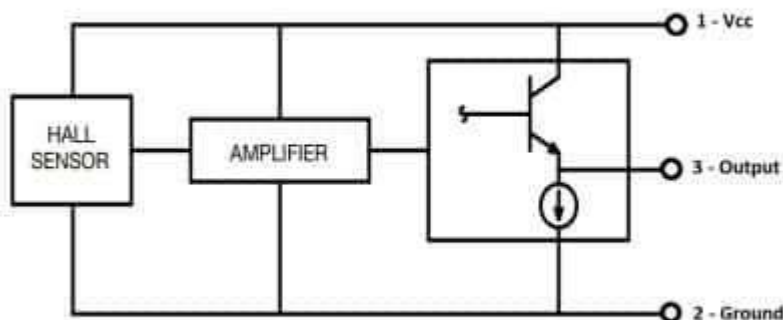 1 - Vcc
HALL
SENSOR
AMPLIFIER
3 - Output
2 - Ground